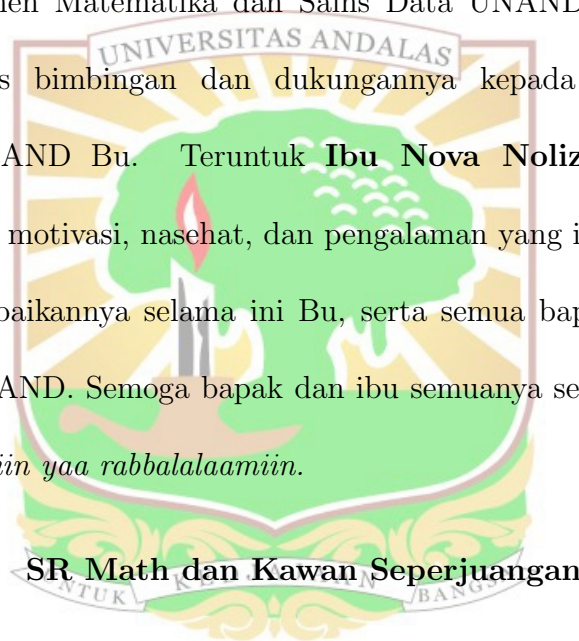 Matematika dan Sains Data UNAND
UNIVERSITAS ANDALAS
bimbingan dan dukungannya kepada
AND Bu. Teruntuk Ibu Nova Noliz
motivasi, nasehat, dan pengalaman yang i
baikannya selama ini Bu, serta semua bap
AND. Semoga bapak dan ibu semuanya se
iin yaa rabbalalaamiin.
SR Math dan Kawan Seperjuangan
UNTUK BANGSA